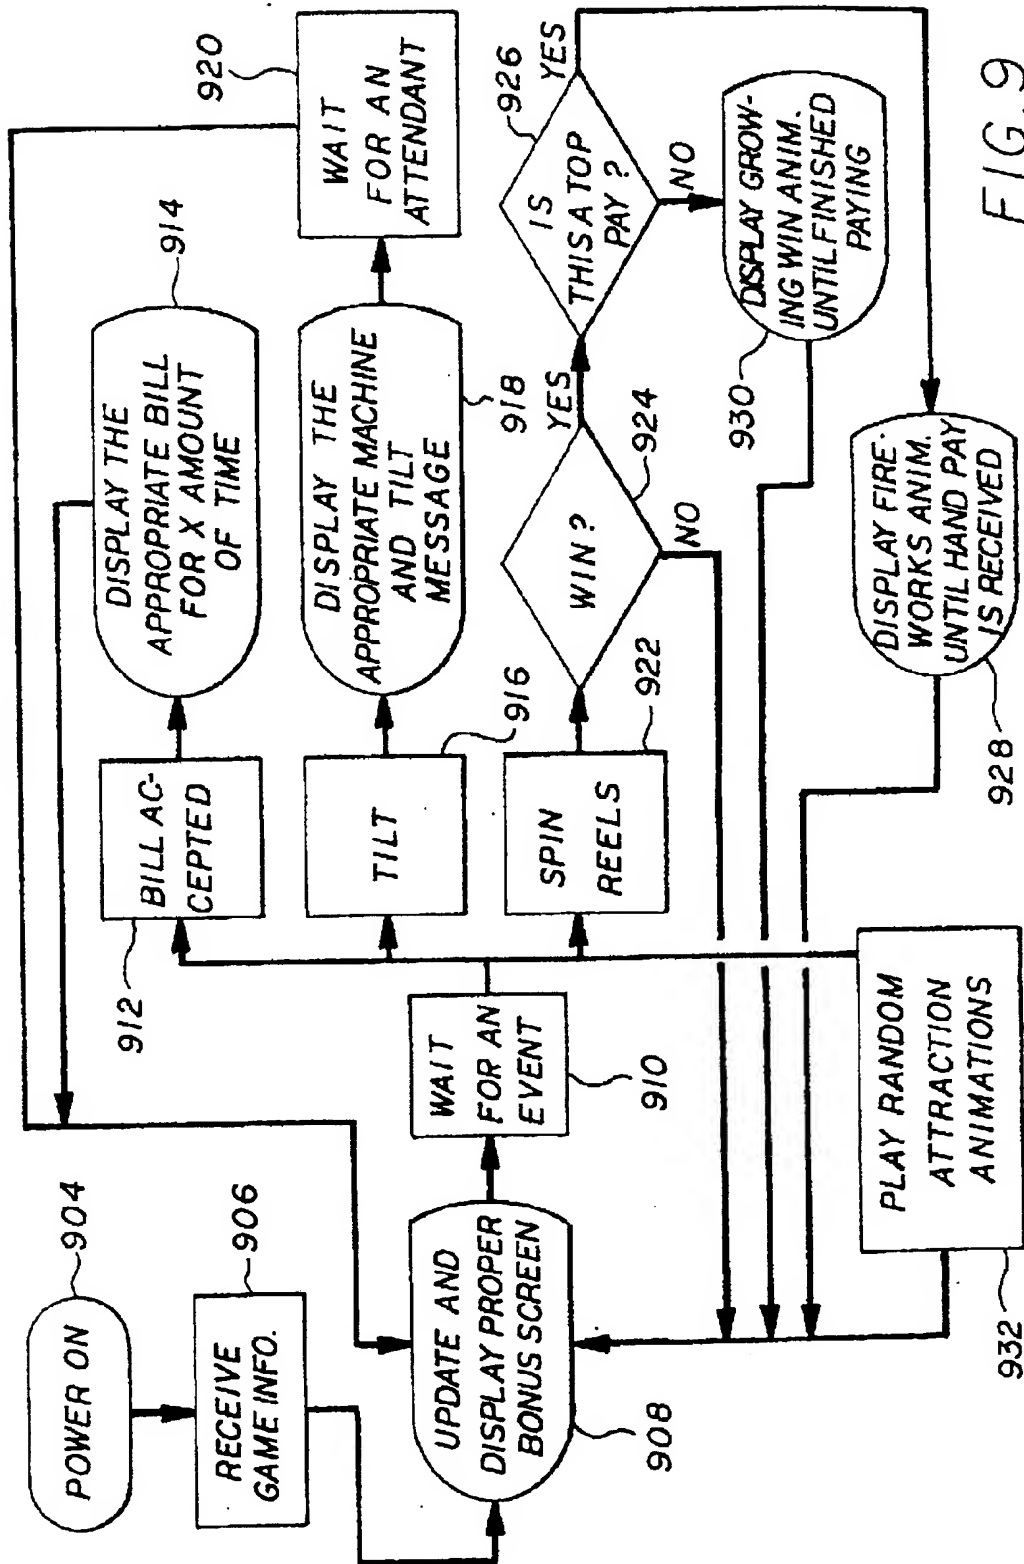 904
POWER ON
906
RECEIVE
GAME INFO.
UPDATE AND
DISPLAY PROPER
BONUS SCREEN
908
WAIT
FOR AN
EVENT
910
912
BILL AC-
CEPTED
DISPLAY THE
APPROPRIATE BILL
FOR X AMOUNT
OF TIME
914
TILT
916
DISPLAY THE
APPROPRIATE MACHINE
AND TILT
MESSAGE
918
WAIT
FOR AN
ATTENDANT
920
SPIN
REELS
922
WIN?
924
YES
NO
IS
THIS A TOP
PAY?
926
YES
NO
DISPLAY GROW-
ING WIN ANIM.
UNTIL FINISHED
PAYING
930
DISPLAY FIRE-
WORKS ANIM.
UNTIL HAND PAY
IS RECEIVED
928
PLAY RANDOM
ATTRACTION
ANIMATIONS
932
FIG. 9